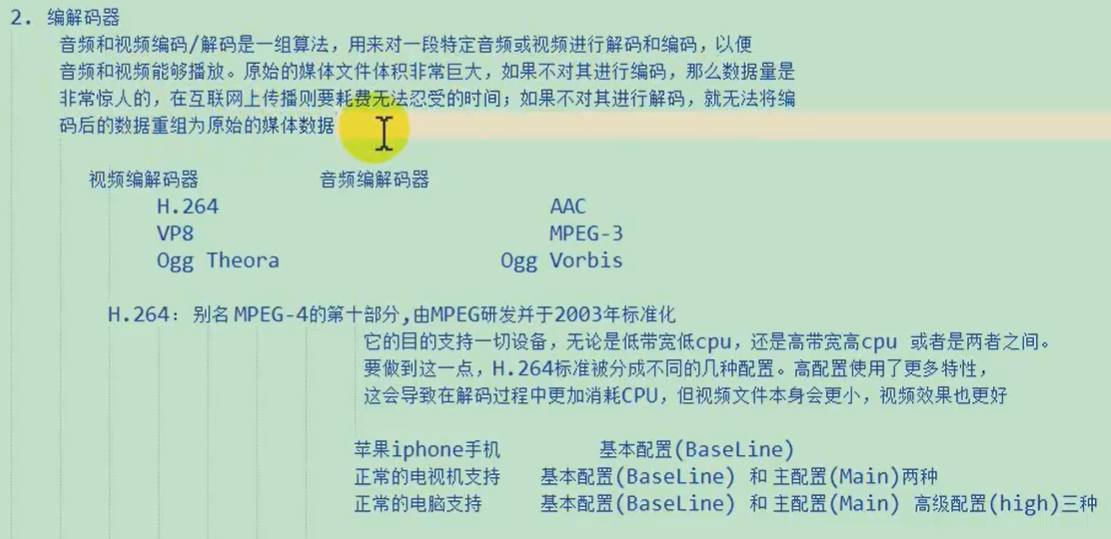 2. 编解码器
音频和视频编码/解码是一组算法，用来对一段特定音频或视频进行解码和编码，以便
音频和视频能够播放。原始的媒体文件体积非常巨大，如果不对其进行编码，那么数据量是
非常惊人的，在互联网上传播则要耗费无法忍受的时间；如果不对其进行解码，就无法将编
码后的数据重组为原始的媒体数据
视频编解码器 音频编解码器
H.264 AAC
VP8 MPEG-3
Ogg Theora Ogg Vorbis
H.264: 别名MPEG-4的第十部分,由MPEG研发并于2003年标准化
它的目的支持一切设备，无论是低带宽低cpu，还是高带宽高cpu 或者是两者之间。
要做到这一点，H.264标准被分成不同的几种配置。高配置使用了更多特性，
这会导致在解码过程中更加消耗CPU，但视频文件本身会更小，视频效果也更好
苹果iphone手机 基本配置(BaseLine)
正常的电视机支持 基本配置(BaseLine) 和 主配置(Main)两种
正常的电脑支持 基本配置(BaseLine) 和 主配置(Main) 高级配置(high)三种